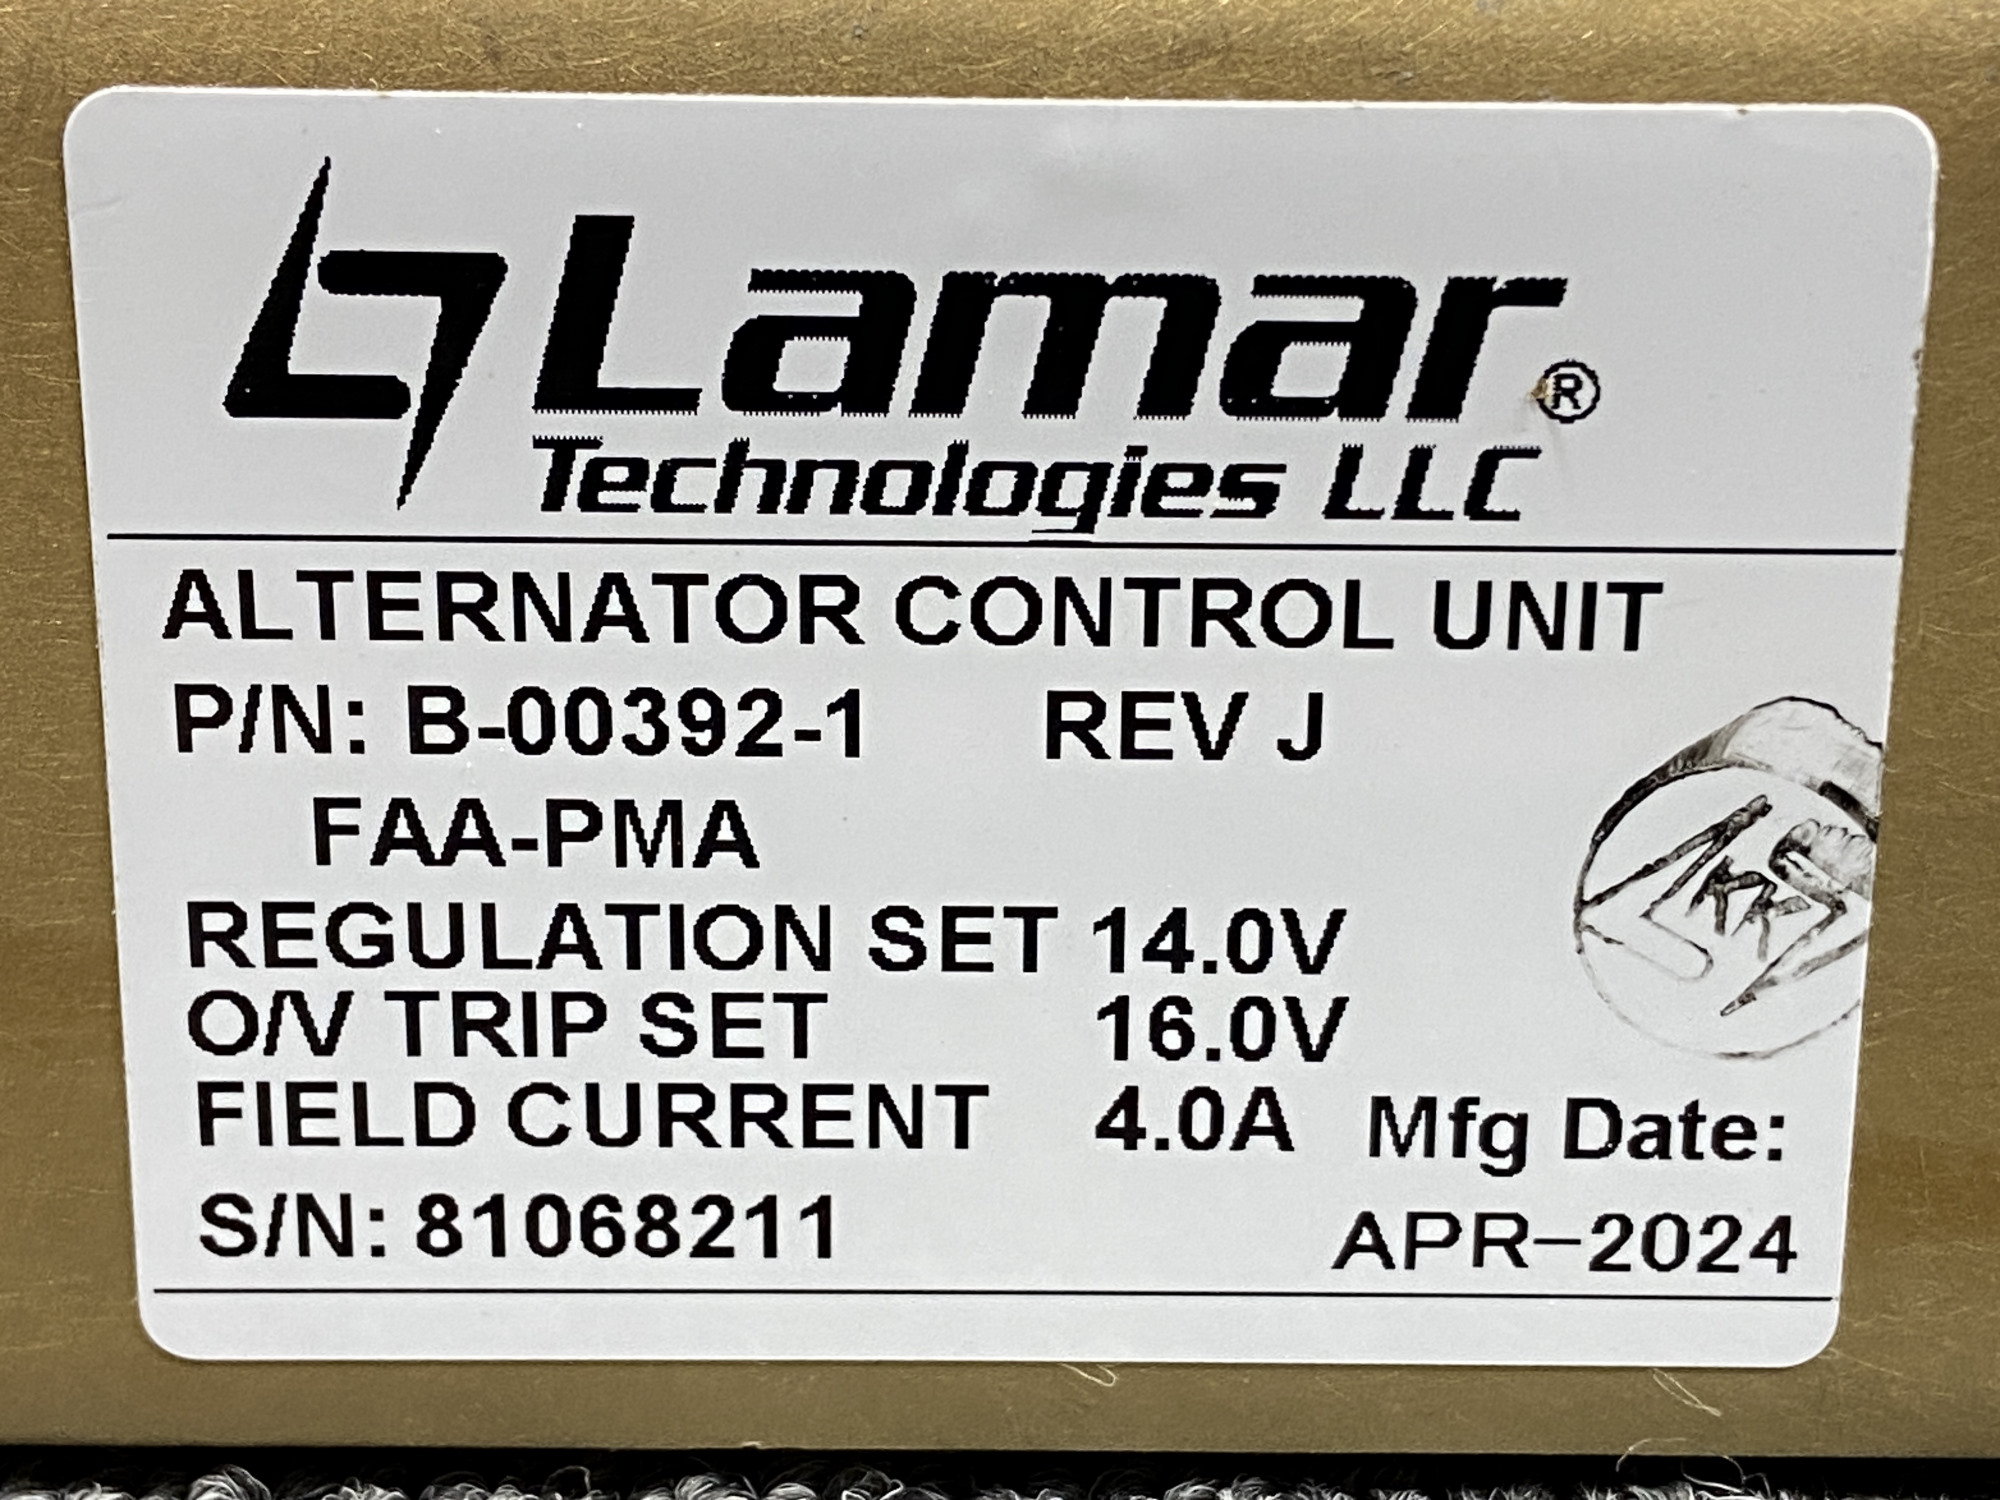 Lamar®
Technologies LLC
ALTERNATOR CONTROL UNIT
P/N: B-00392-1 REV J
FAA-PMA
REGULATION SET 14.0V
O/V TRIP SET 16.0V
FIELD CURRENT 4.0A Mfg Date:
S/N: 81068211 APR-2024
KK